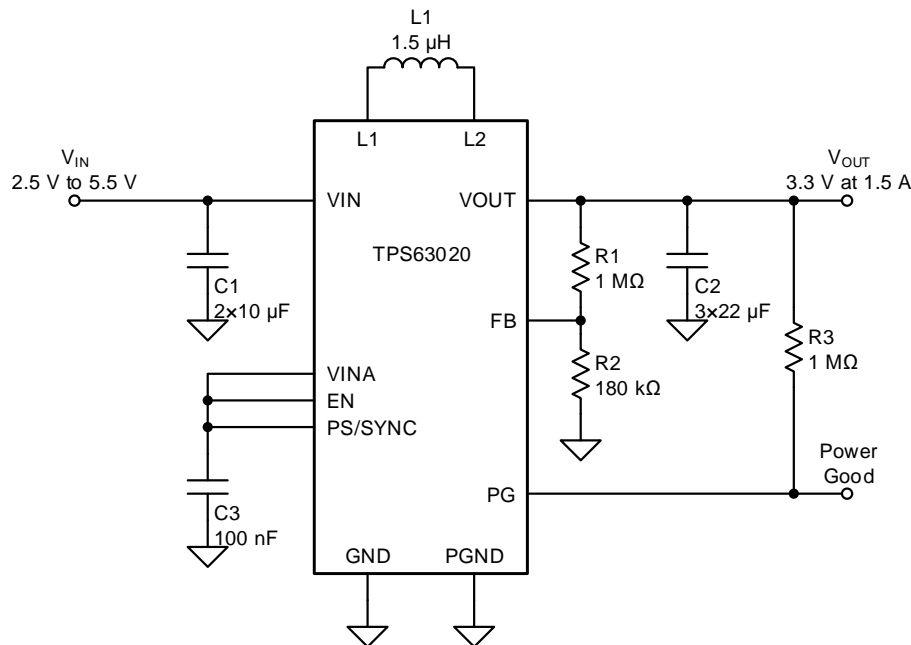 L1
1.5 µH
L1
L2
V_IN
2.5 V to 5.5 V
V_OUT
3.3 V at 1.5 A
VIN
VOUT
TPS63020
C1
2×10 µF
R1
1 MΩ
C2
3×22 µF
FB
R3
1 MΩ
R2
180 kΩ
VINA
EN
PS/SYNC
Power
Good
PG
C3
100 nF
GND
PGND